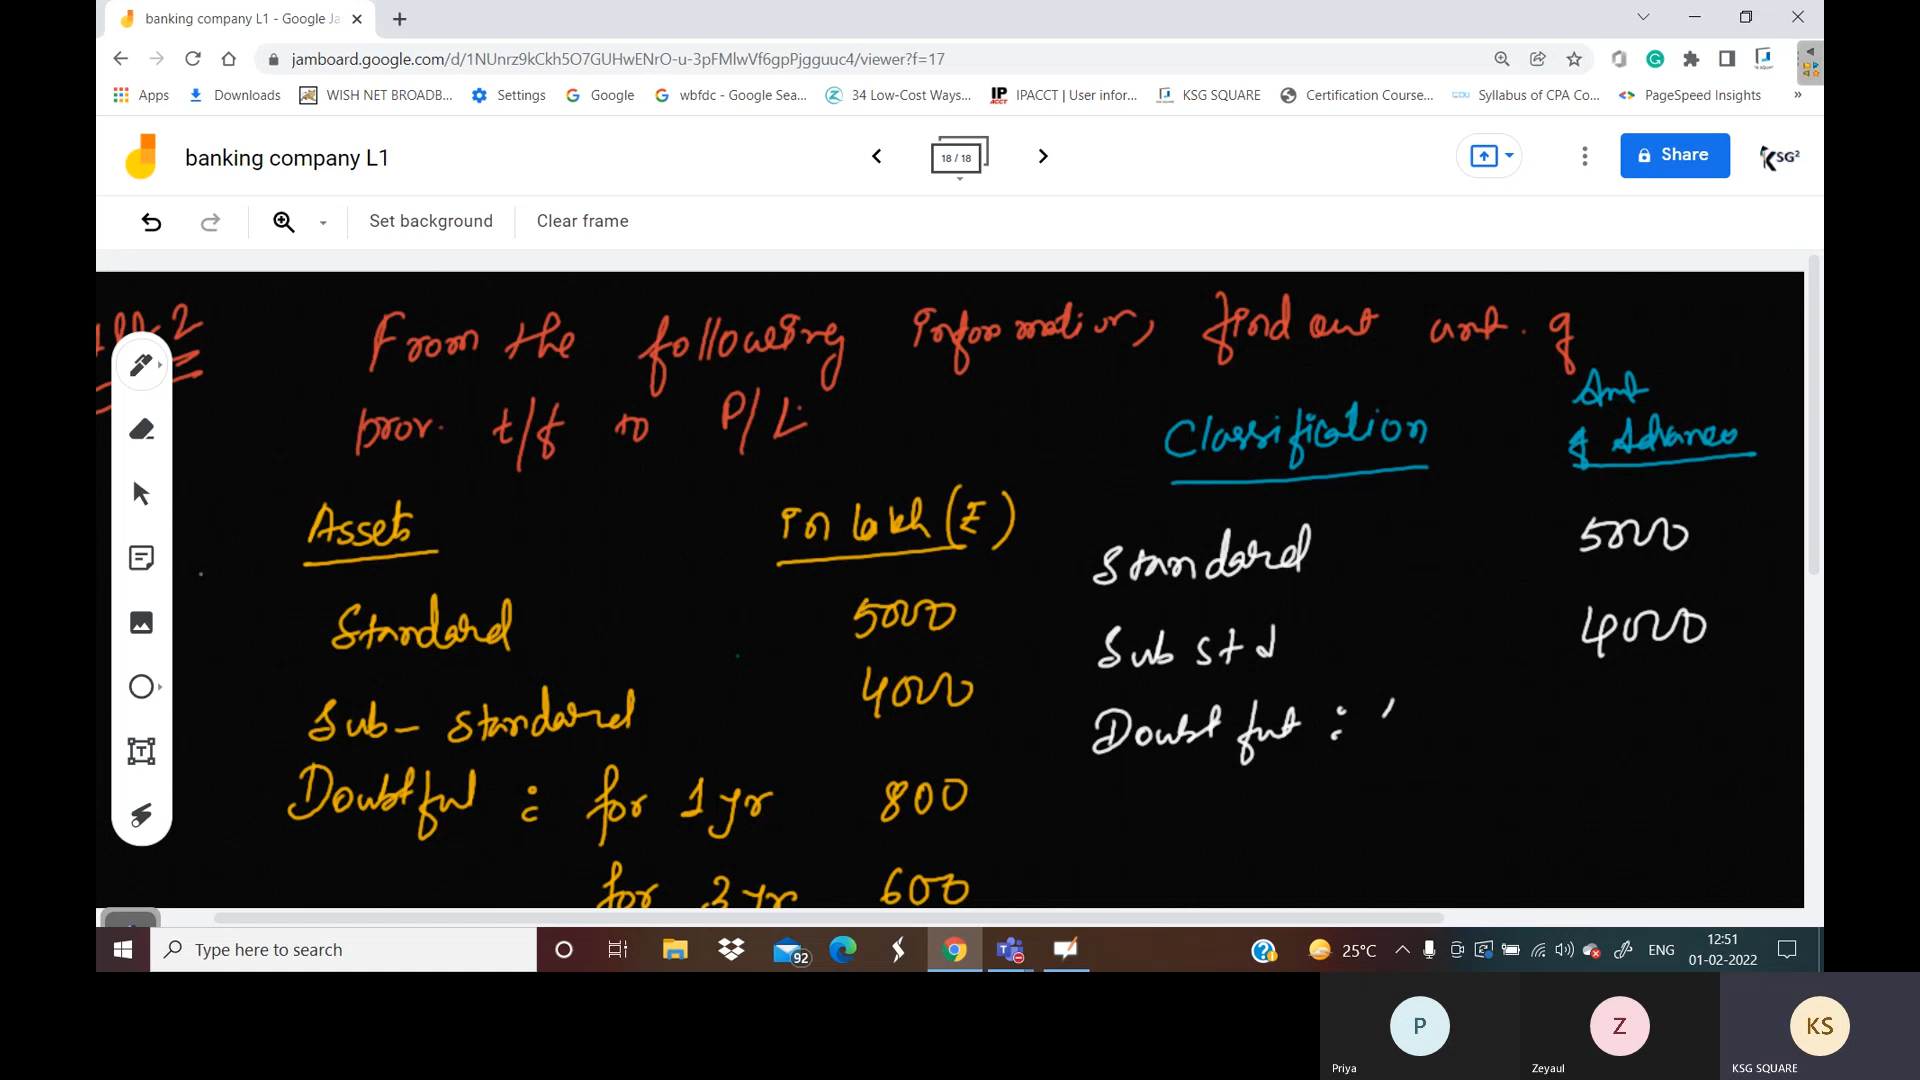 banking company L1 - Google Ja
jamboard.google.com/d/1NUnrz9kCkh5O7GUHwENrO-u-3pFMlwVf6gpPjgguuc4/viewer?f=17
Apps Downloads WISH NET BROADB... Settings Google wbfdc - Google Sea... 34 Low-Cost Ways... IPACCT | User infor... KSG SQUARE Certification Course... Syllabus of CPA Co... PageSpeed Insights »
banking company L1
18 / 18
Share
KSG²
Set background
Clear frame
From the following information, find out amt. of
prov. t/f to P/L
Classification
Amt
of Advances
Assets
in lakh (₹)
Standard 5000
Sub- standard 4000
Doubtful : for 1 yr 800
for 3 yr 600
Standard 5000
Sub std 4000
Doubtful :
Type here to search
92
25°C
ENG
12:51
01-02-2022
P
Priya
Z
Zeyaul
KS
KSG SQUARE